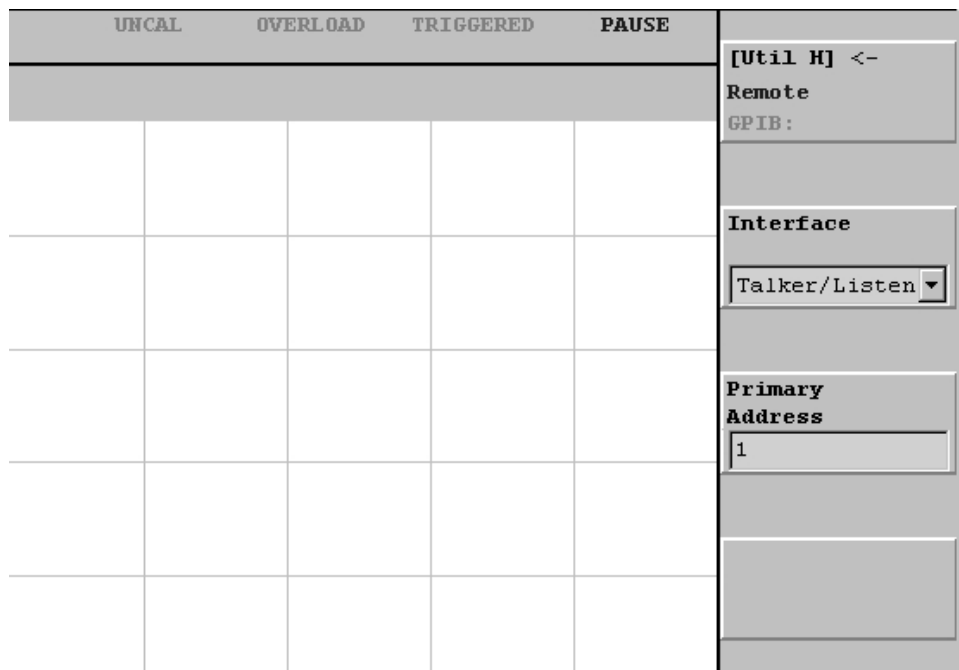 UNCAL OVERLOAD TRIGGERED PAUSE
[Util H] <-
Remote
GPIB:
Interface
Talker/Listen
Primary
Address
1